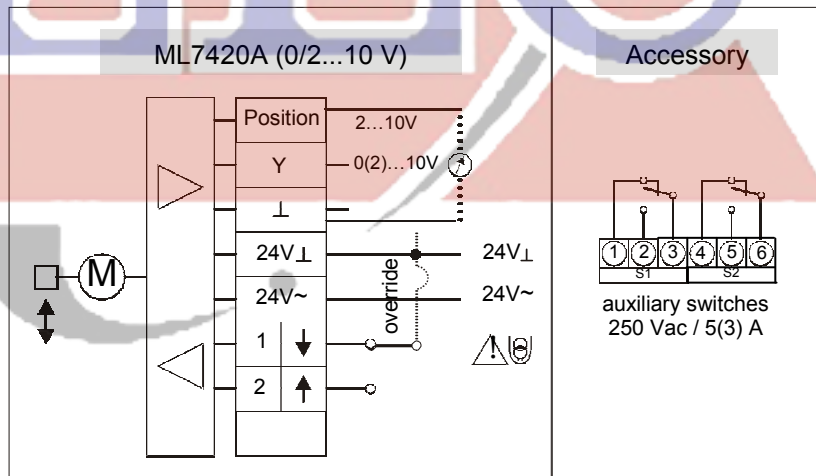 ML7420A (0/2...10 V)
Accessory
Position
2...10V
Y
0(2)...10V
⊥
24V⊥
24V⊥
24V~
24V~
override
1
2
1 2 3 4 5 6
S1 S2
auxiliary switches
250 Vac / 5(3) A